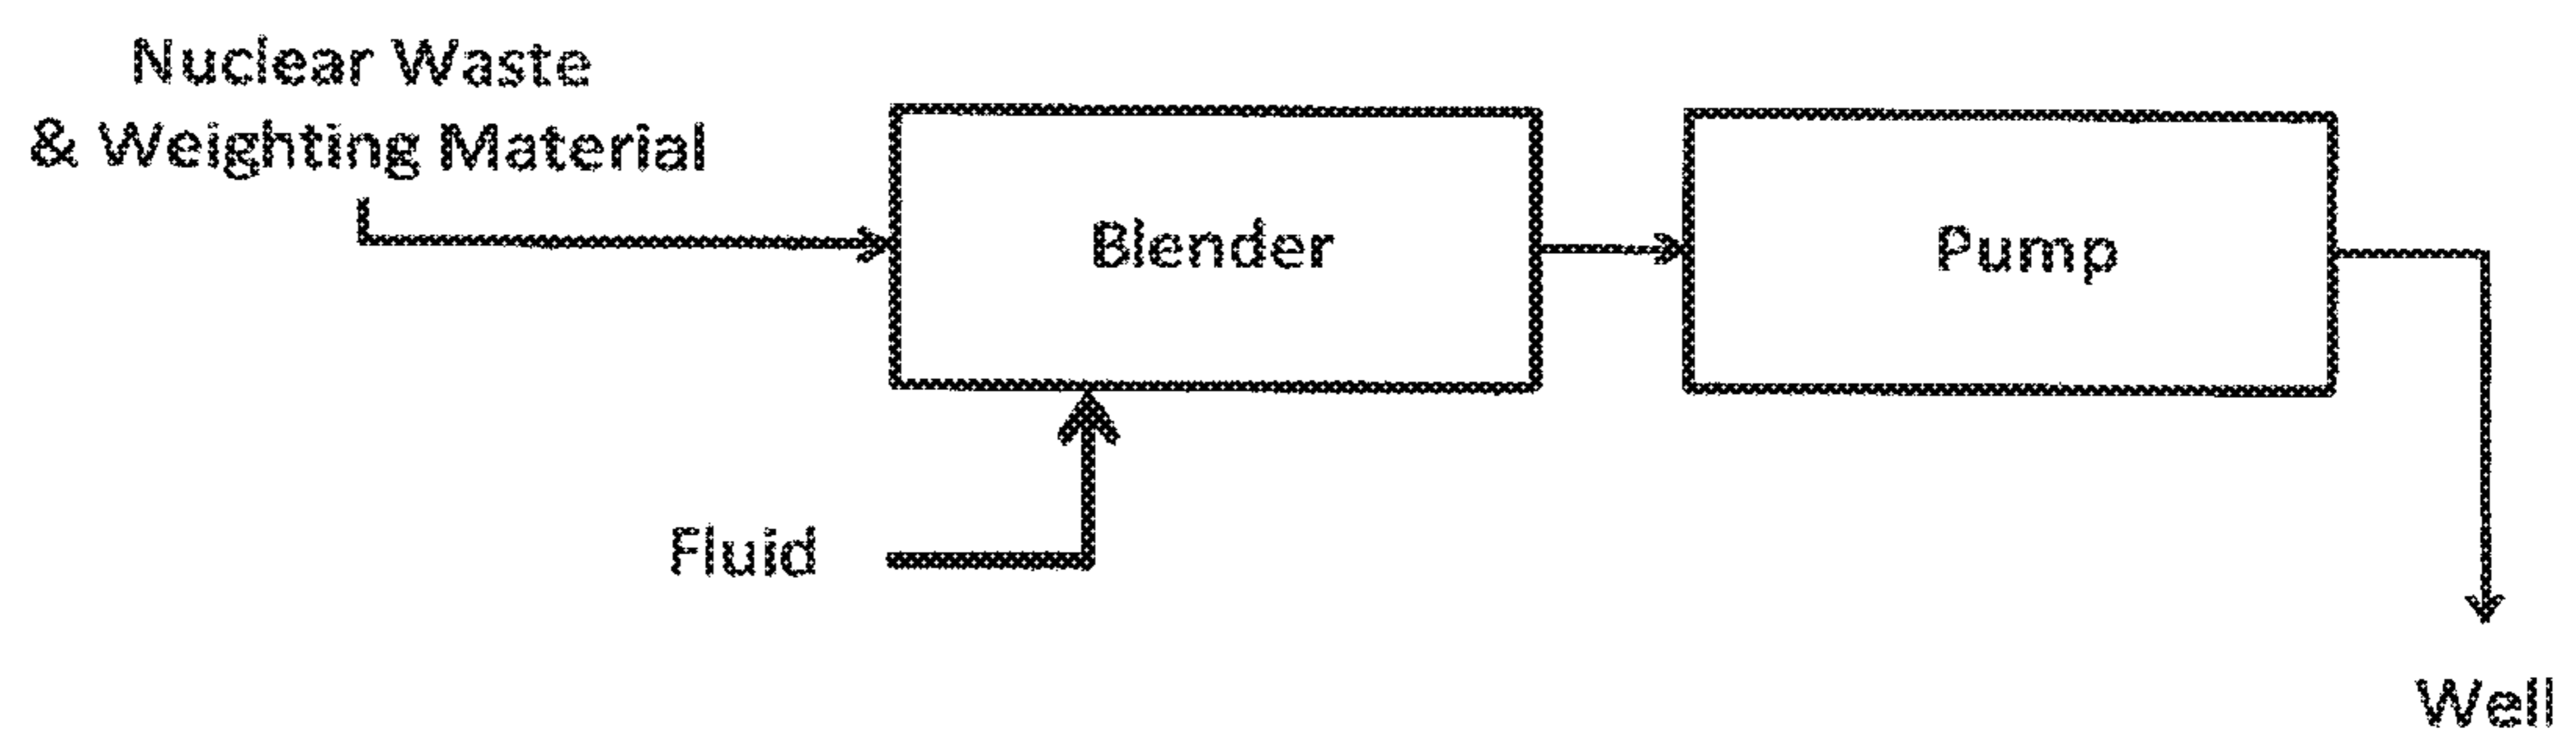 Nuclear Waste
& Weighting Material
Blender
Pump
Fluid
Well